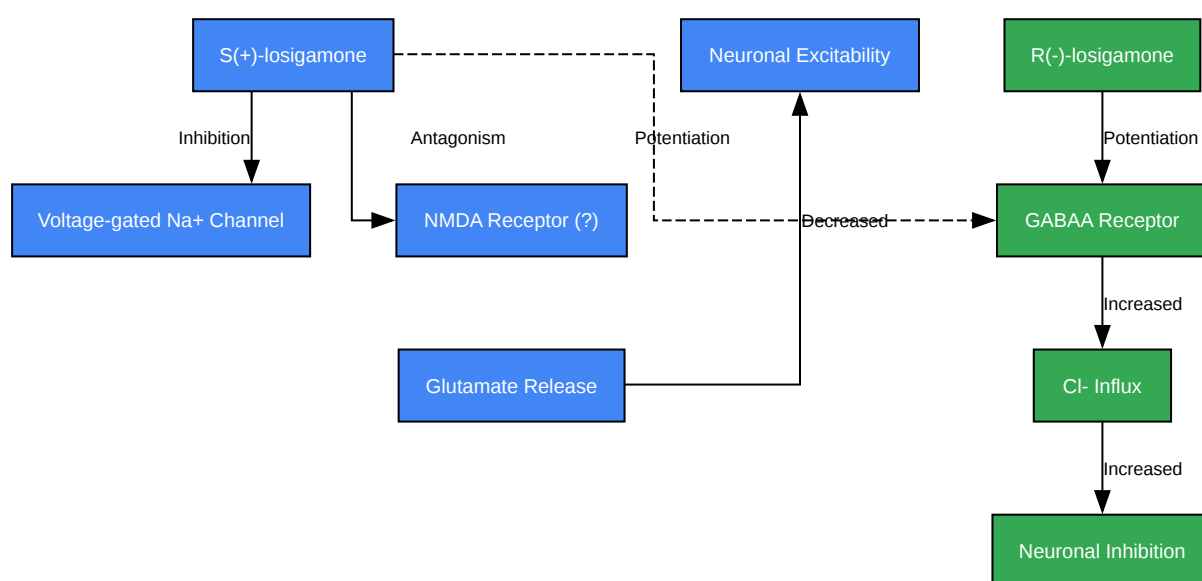 S(+)-losigamone
Neuronal Excitability
R(-)-losigamone
Inhibition
Antagonism
Potentiation
Potentiation
Voltage-gated Na+ Channel
NMDA Receptor (?)
Decreased
GABAA Receptor
Increased
Glutamate Release
Cl- Influx
Increased
Neuronal Inhibition